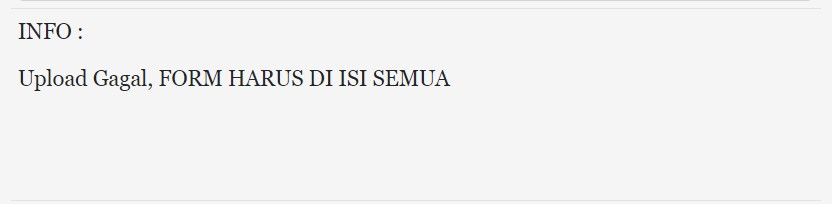 INFO :
Upload Gagal, FORM HARUS DI ISI SEMUA